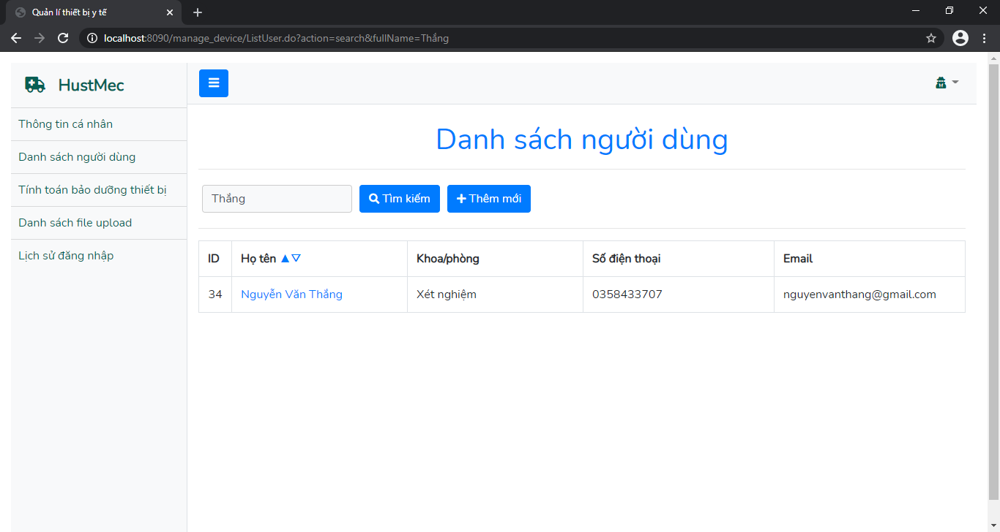 Quản lí thiết bị y tế
localhost:8090/manage_device/ListUser.do?action=search&fullName=Thắng
HustMec
Thông tin cá nhân
Danh sách người dùng
Tính toán bảo dưỡng thiết bị
Danh sách file upload
Lịch sử đăng nhập
Danh sách người dùng
Thắng Tìm kiếm Thêm mới
ID Họ tên ▲▽ Khoa/phòng Số điện thoại Email
34 Nguyễn Văn Thắng Xét nghiệm 0358433707 nguyenvanthang@gmail.com